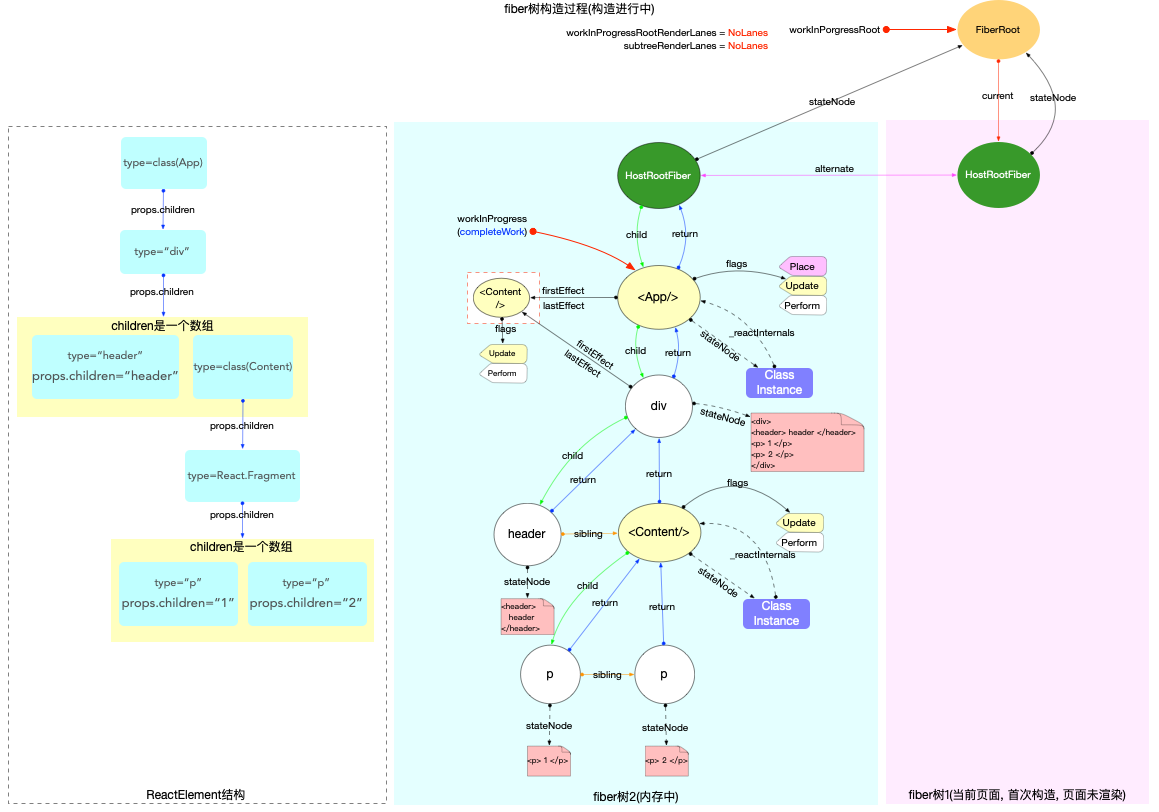 fiber树构造过程(构造进行中)
workInProgressRootRenderLanes = NoLanes
subtreeRenderLanes = NoLanes
workInPorgressRoot
FiberRoot
stateNode
current
stateNode
type=class(App)
props.children
type=“div”
props.children
children是一个数组
type=“header”
props.children=“header”
type=class(Content)
props.children
type=React.Fragment
props.children
children是一个数组
type=“p”
props.children=“1”
type=“p”
props.children=“2”
ReactElement结构
HostRootFiber
alternate
HostRootFiber
workInProgress
(completeWork)
child
return
<Content
/>
firstEffect
lastEffect
<App/>
flags
Place
Update
Perform
flags
Update
Perform
firstEffect
lastEffect
child
return
stateNode
_reactInternals
Class
Instance
div
stateNode
<div>
<header> header </header>
<p> 1 </p>
<p> 2 </p>
</div>
child
return
return
flags
header
sibling
<Content/>
Update
Perform
stateNode
_reactInternals
Class
Instance
stateNode
<header>
header
</header>
child
return
return
p
sibling
p
stateNode
stateNode
<p> 1 </p>
<p> 2 </p>
fiber树2(内存中)
fiber树1(当前页面, 首次构造, 页面未渲染)